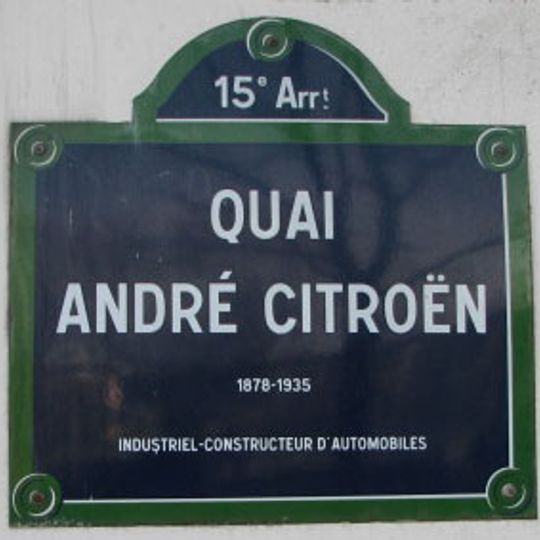 15e Arrt.
QUAI
ANDRÉ CITROËN
1878-1935
INDUSTRIEL-CONSTRUCTEUR D'AUTOMOBILES